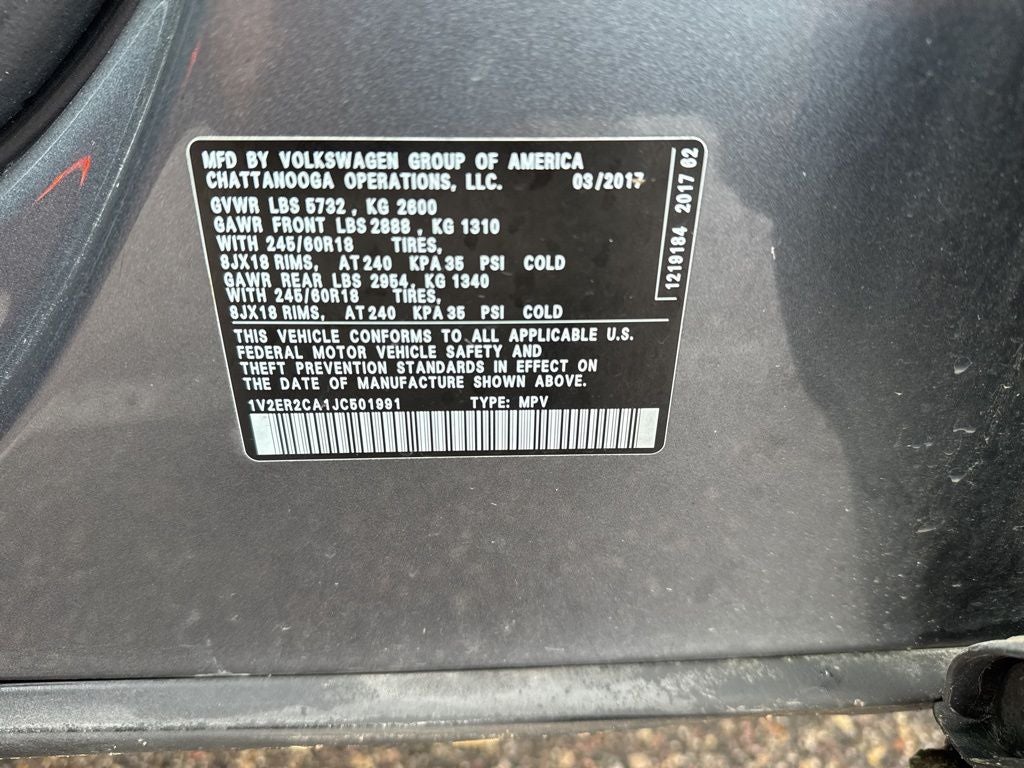 MFD BY VOLKSWAGEN GROUP OF AMERICA
CHATTANOOGA OPERATIONS, LLC. 03/2017
GVWR LBS 5732 , KG 2600
GAWR FRONT LBS 2888 , KG 1310
WITH 245/60R18 TIRES,
8JX18 RIMS, AT 240 KPA 35 PSI COLD
GAWR REAR LBS 2954, KG 1340
WITH 245/60R18 TIRES,
8JX18 RIMS, AT 240 KPA 35 PSI COLD
THIS VEHICLE CONFORMS TO ALL APPLICABLE U.S.
FEDERAL MOTOR VEHICLE SAFETY AND
THEFT PREVENTION STANDARDS IN EFFECT ON
THE DATE OF MANUFACTURE SHOWN ABOVE.
1V2ER2CA1JC501991 TYPE: MPV
1219184 2017 62